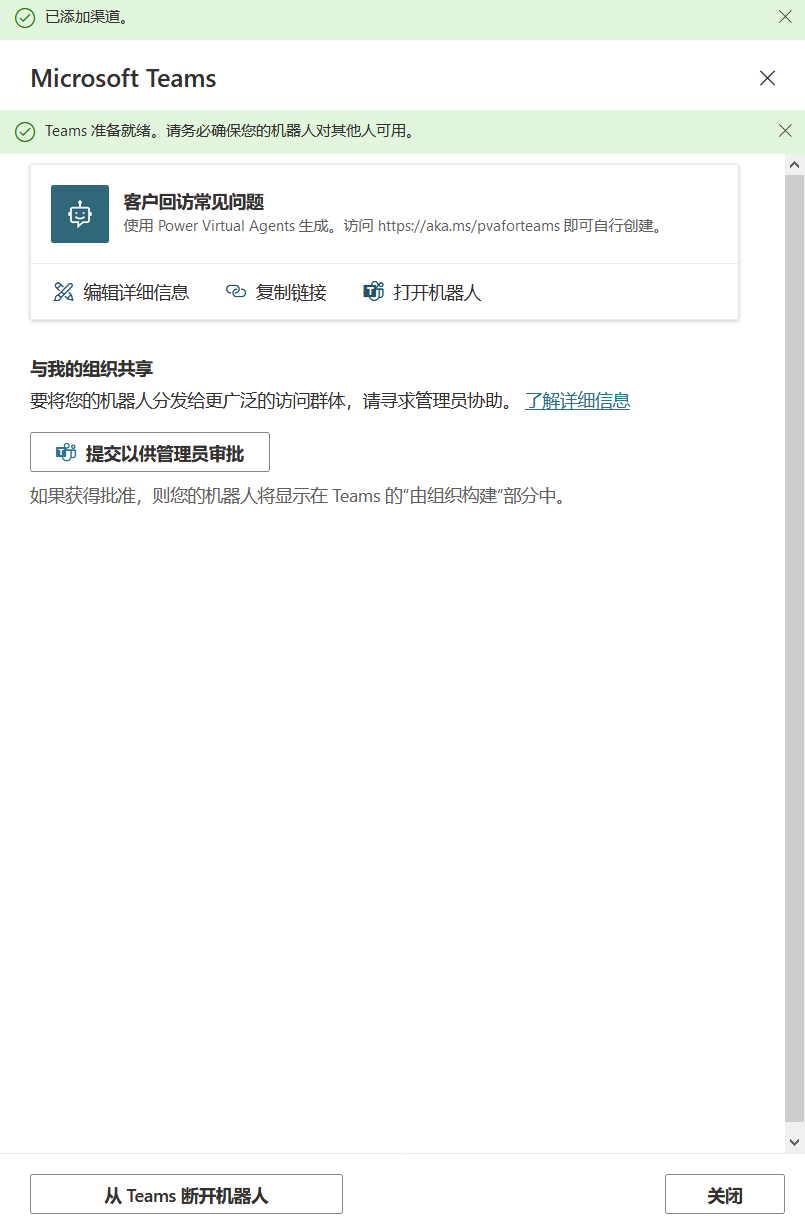 已添加渠道。
Microsoft Teams
Teams 准备就绪。请务必确保您的机器人对其他人可用。
客户回访常见问题
使用 Power Virtual Agents 生成。访问 https://aka.ms/pvaforteams 即可自行创建。
编辑详细信息 复制链接 打开机器人
与我的组织共享
要将您的机器人分发给更广泛的访问群体，请寻求管理员协助。 了解详细信息
提交以供管理员审批
如果获得批准，则您的机器人将显示在 Teams 的"由组织构建"部分中。
从 Teams 断开机器人 关闭